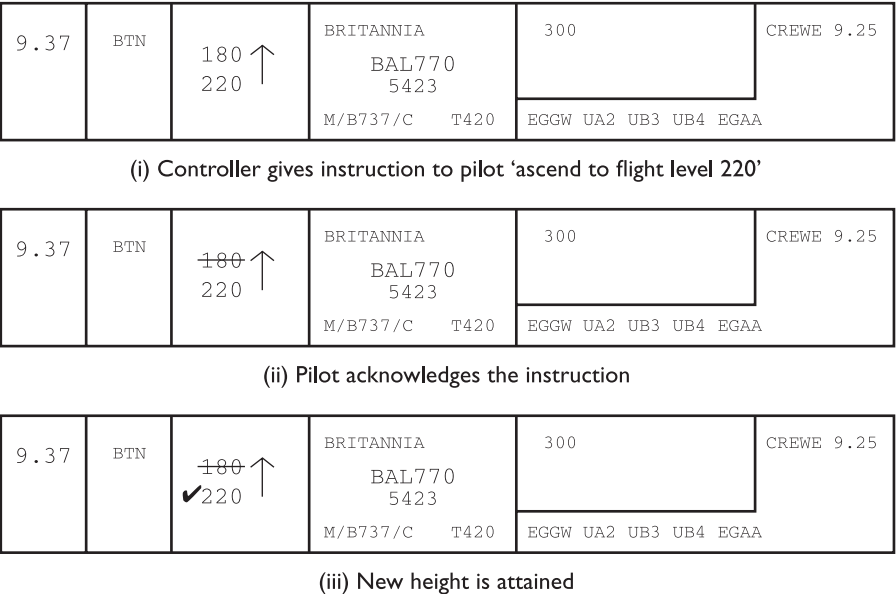 9.37 BTN 180 ↑ BRITANNIA 300 CREWE 9.25
220 BAL770
5423
M/B737/C T420 EGGW UA2 UB3 UB4 EGAA
(i) Controller gives instruction to pilot ‘ascend to flight level 220’
9.37 BTN 180 ↑ BRITANNIA 300 CREWE 9.25
220 BAL770
5423
M/B737/C T420 EGGW UA2 UB3 UB4 EGAA
(ii) Pilot acknowledges the instruction
9.37 BTN 180 ↑ BRITANNIA 300 CREWE 9.25
✔220 BAL770
5423
M/B737/C T420 EGGW UA2 UB3 UB4 EGAA
(iii) New height is attained